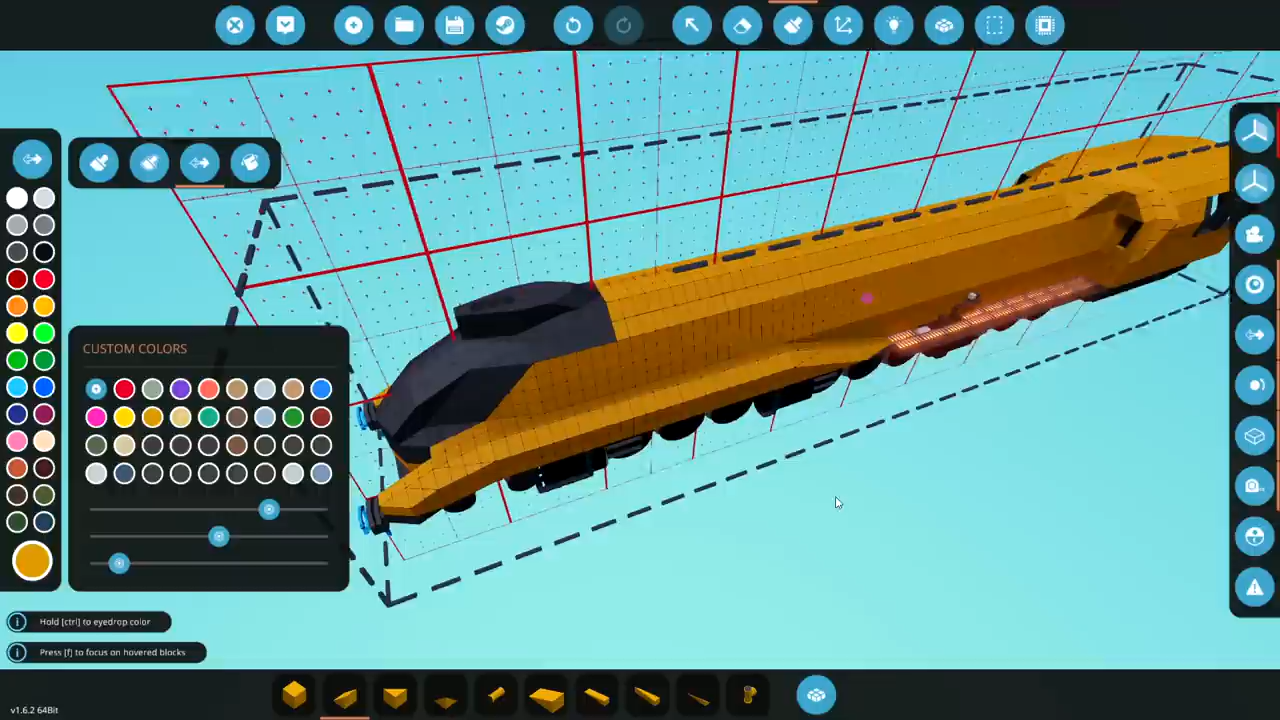 CUSTOM COLORS
Hold [ctrl] to eyedrop color
Press [f] to focus on hovered blocks
v1.6.2 64Bit